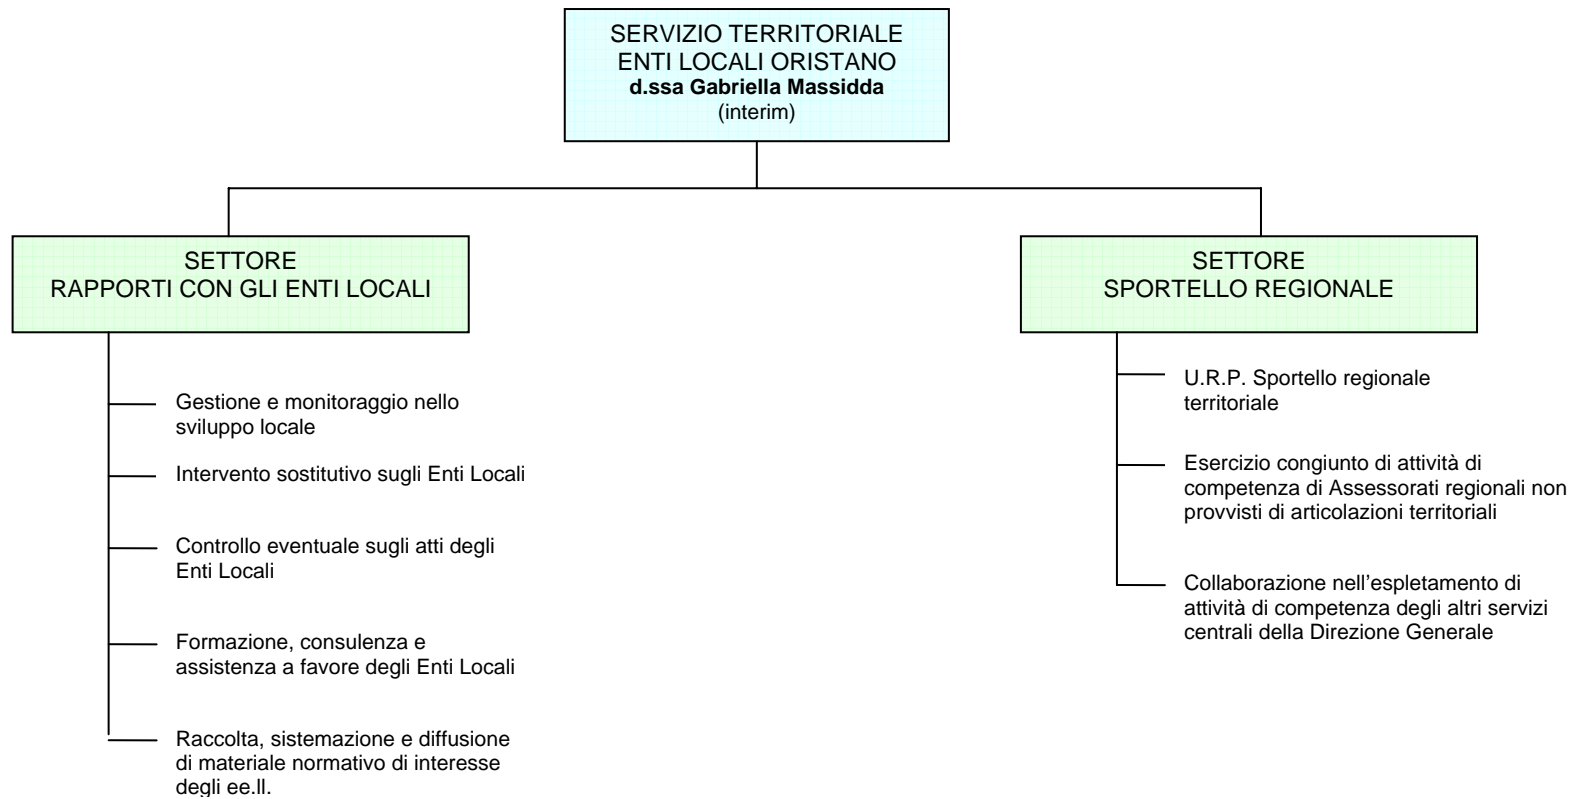 SERVIZIO TERRITORIALE
ENTI LOCALI ORISTANO
d.ssa Gabriella Massidda
(interim)
SETTORE
RAPPORTI CON GLI ENTI LOCALI
Gestione e monitoraggio nello
sviluppo locale
Intervento sostitutivo sugli Enti Locali
Controllo eventuale sugli atti degli
Enti Locali
Formazione, consulenza e
assistenza a favore degli Enti Locali
Raccolta, sistemazione e diffusione
di materiale normativo di interesse
degli ee.ll.
SETTORE
SPORTELLO REGIONALE
U.R.P. Sportello regionale
territoriale
Esercizio congiunto di attività di
competenza di Assessorati regionali non
provvisti di articolazioni territoriali
Collaborazione nell’espletamento di
attività di competenza degli altri servizi
centrali della Direzione Generale